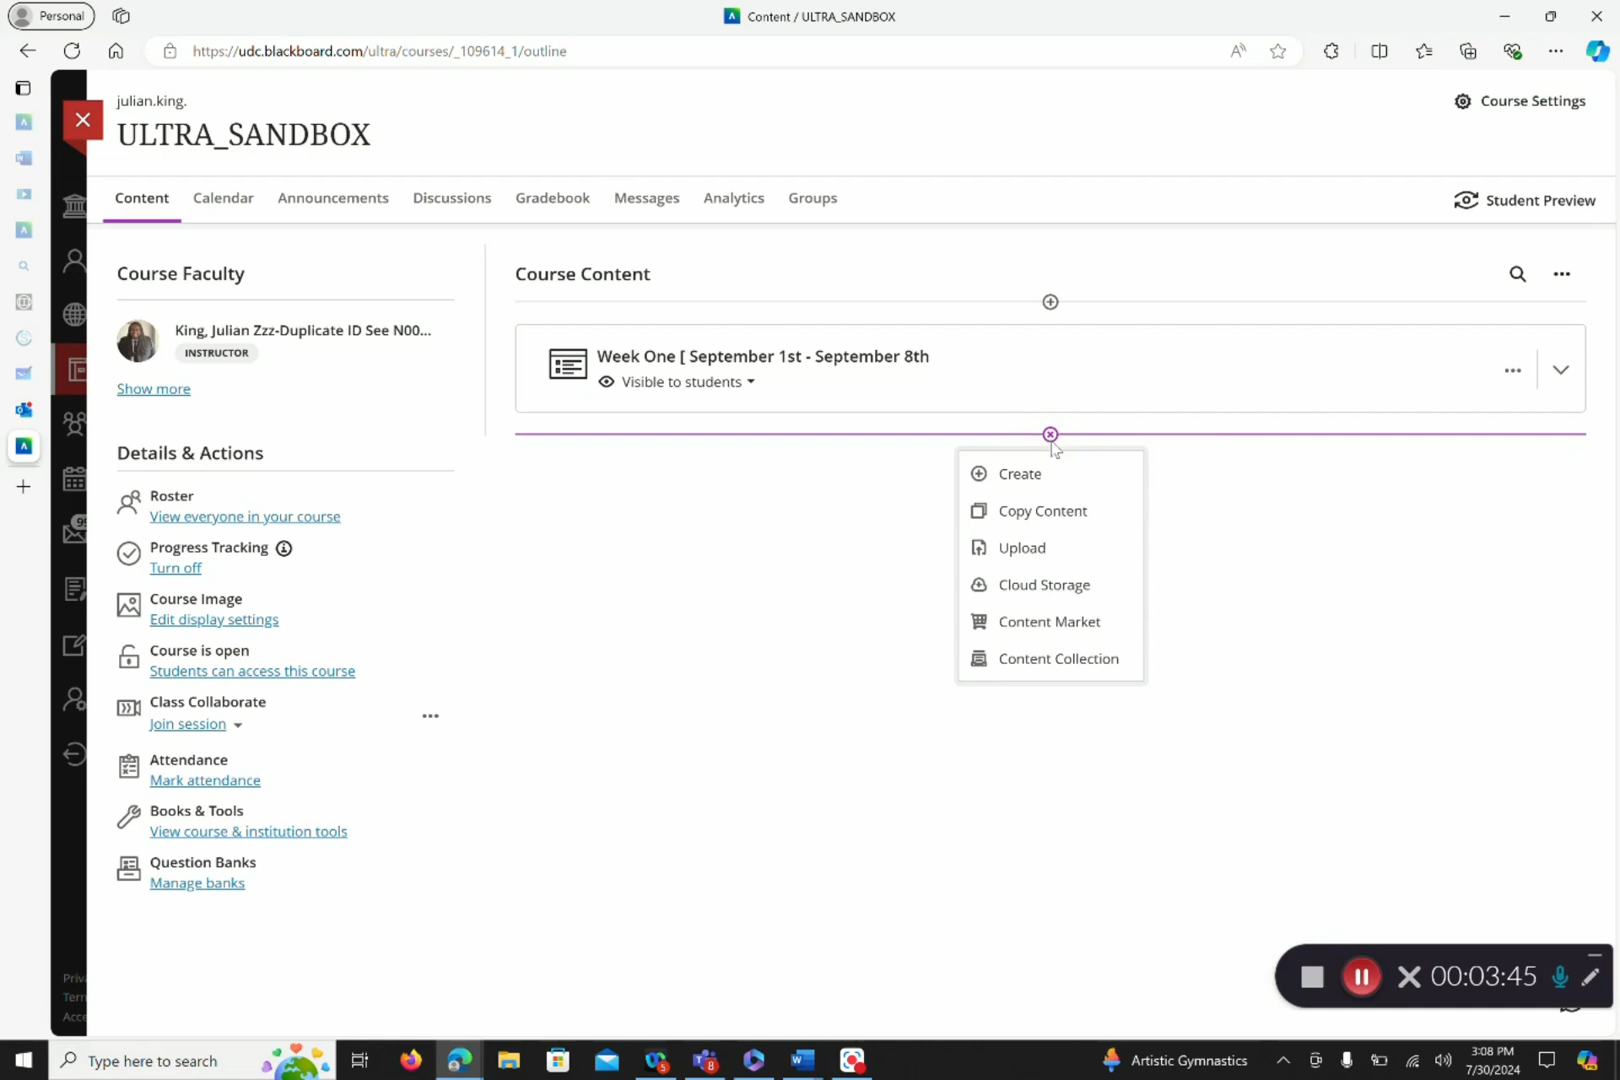 Personal
Content / ULTRA_SANDBOX
https://udc.blackboard.com/ultra/courses/_109614_1/outline
julian.king.
ULTRA_SANDBOX
Course Settings
Content
Calendar
Announcements
Discussions
Gradebook
Messages
Analytics
Groups
Student Preview
Course Faculty
King, Julian Zzz-Duplicate ID See N00...
INSTRUCTOR
Show more
Course Content
Week One [ September 1st - September 8th
Visible to students
Details & Actions
Roster
View everyone in your course
Progress Tracking
Turn off
Course Image
Edit display settings
Course is open
Students can access this course
Class Collaborate
Join session
Attendance
Mark attendance
Books & Tools
View course & institution tools
Question Banks
Manage banks
Create
Copy Content
Upload
Cloud Storage
Content Market
Content Collection
Priv
Term
Acce
00:03:45
Type here to search
5
8
Artistic Gymnastics
3:08 PM
7/30/2024